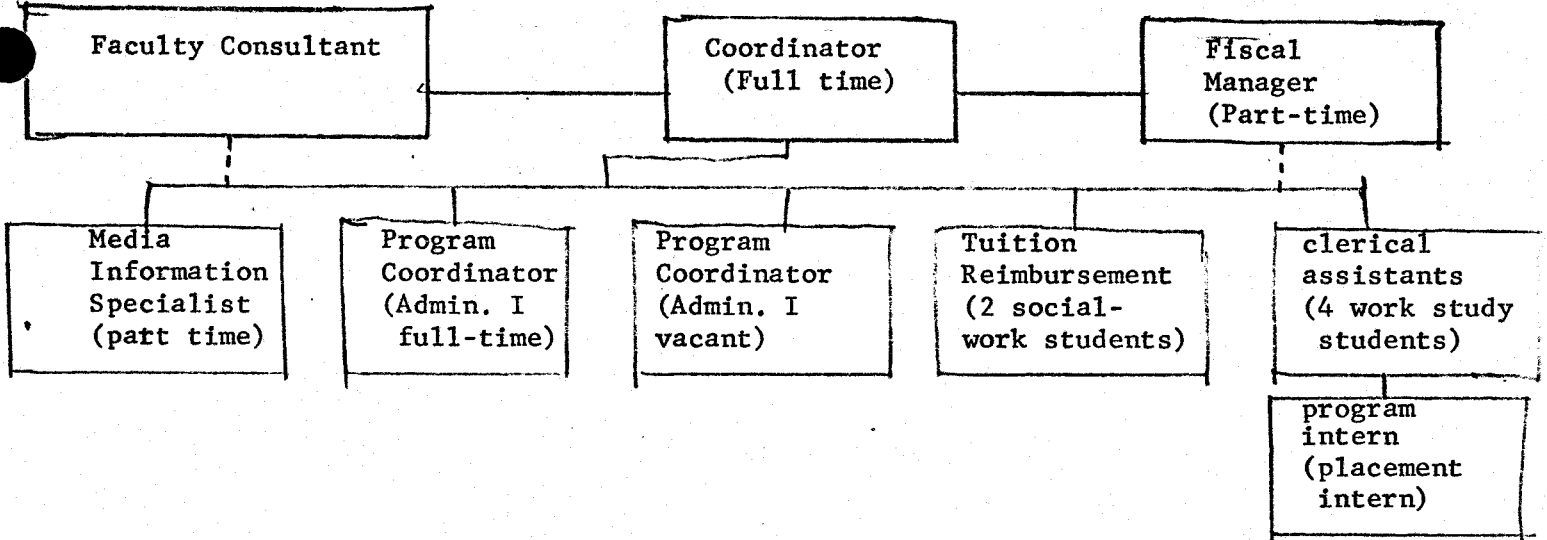 Faculty Consultant
Coordinator
(Full time)
Fiscal
Manager
(Part-time)
Media
Information
Specialist
(patt time)
Program
Coordinator
(Admin. I
full-time)
Program
Coordinator
(Admin. I
vacant)
Tuition
Reimbursement
(2 social-
work students)
clerical
assistants
(4 work study
students)
program
intern
(placement
intern)